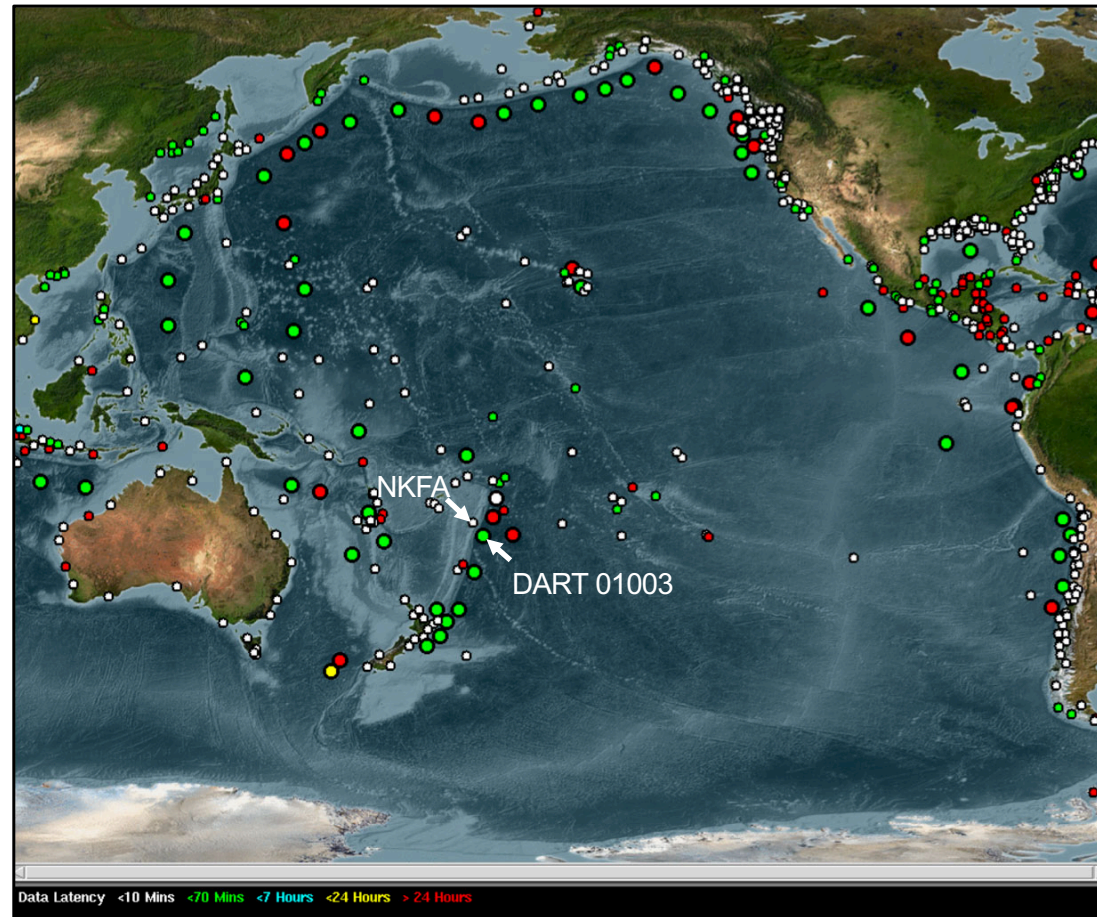 NKFA
DART 01003
Data Latency <10 Mins <70 Mins <7 Hours <24 Hours > 24 Hours